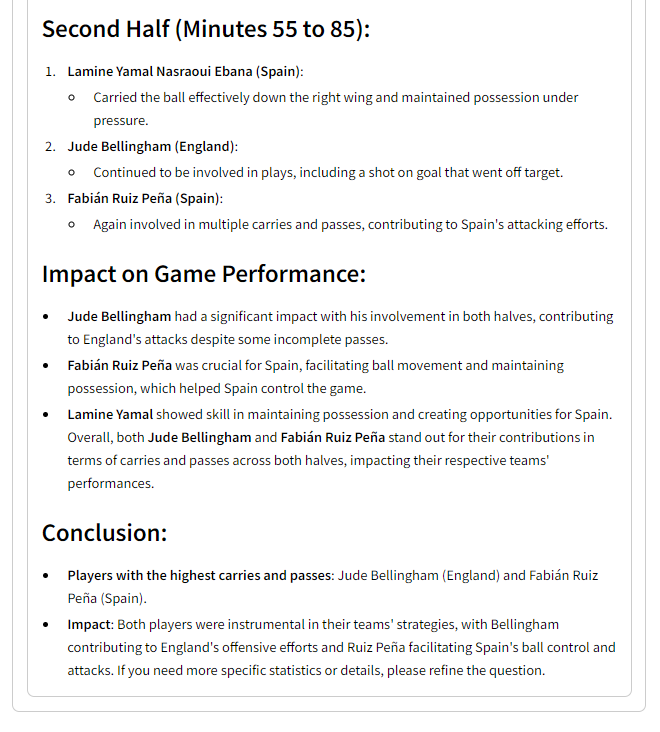 Second Half (Minutes 55 to 85):
1. Lamine Yamal Nasraoui Ebana (Spain):
Carried the ball effectively down the right wing and maintained possession under
pressure.
2. Jude Bellingham (England):
Continued to be involved in plays, including a shot on goal that went off target.
3. Fabián Ruiz Peña (Spain):
Again involved in multiple carries and passes, contributing to Spain's attacking efforts.
Impact on Game Performance:
Jude Bellingham had a significant impact with his involvement in both halves, contributing
to England's attacks despite some incomplete passes.
Fabián Ruiz Peña was crucial for Spain, facilitating ball movement and maintaining
possession, which helped Spain control the game.
Lamine Yamal showed skill in maintaining possession and creating opportunities for Spain.
Overall, both Jude Bellingham and Fabián Ruiz Peña stand out for their contributions in
terms of carries and passes across both halves, impacting their respective teams'
performances.
Conclusion:
Players with the highest carries and passes: Jude Bellingham (England) and Fabián Ruiz
Peña (Spain).
Impact: Both players were instrumental in their teams' strategies, with Bellingham
contributing to England's offensive efforts and Ruiz Peña facilitating Spain's ball control and
attacks. If you need more specific statistics or details, please refine the question.